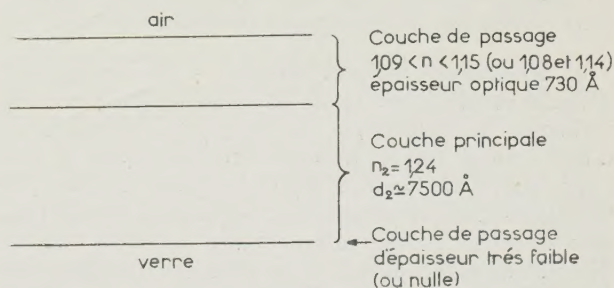 air
Couche de passage
1,09 < n < 1,15 (ou 1,08 et 1,14)
épaisseur optique 730 Å
Couche principale
n₂= 1,24
d₂≃ 7500 Å
Couche de passage
d'épaisseur trés faible
(ou nulle)
verre